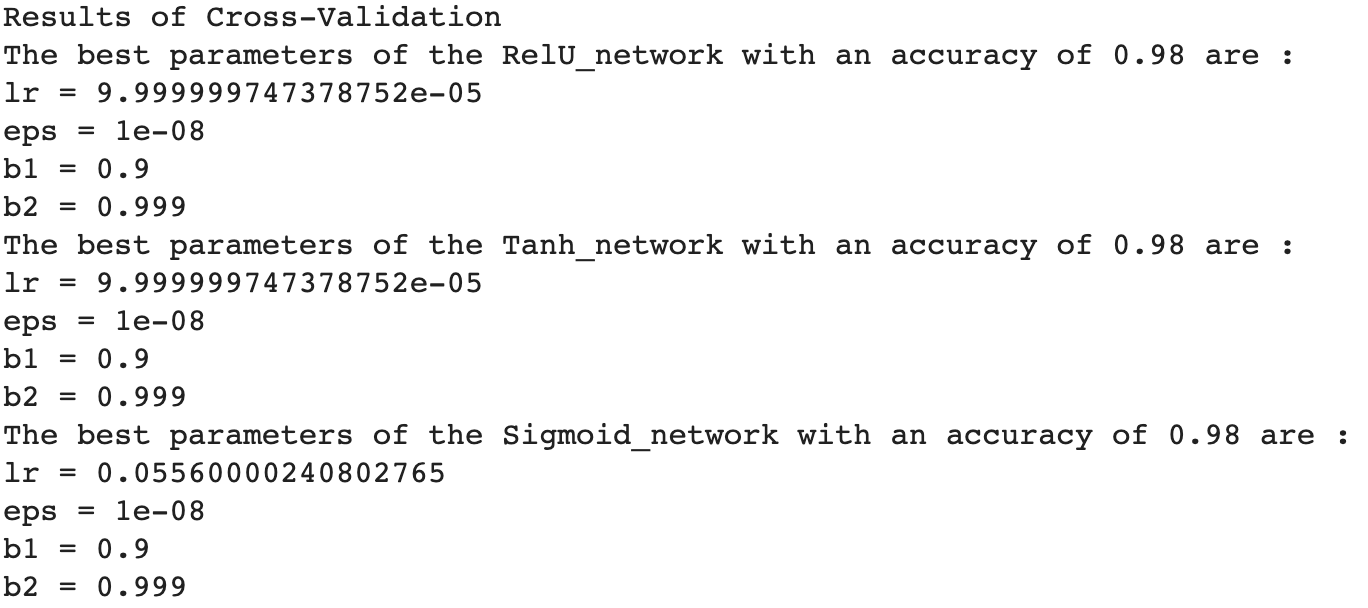 Results of Cross-Validation
The best parameters of the RelU_network with an accuracy of 0.98 are :
lr = 9.999999747378752e-05
eps = 1e-08
b1 = 0.9
b2 = 0.999
The best parameters of the Tanh_network with an accuracy of 0.98 are :
lr = 9.999999747378752e-05
eps = 1e-08
b1 = 0.9
b2 = 0.999
The best parameters of the Sigmoid_network with an accuracy of 0.98 are :
lr = 0.05560000240802765
eps = 1e-08
b1 = 0.9
b2 = 0.999